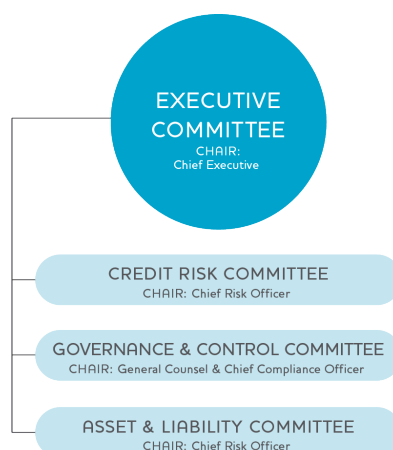 EXECUTIVE
COMMITTEE
CHAIR:
Chief Executive
CREDIT RISK COMMITTEE
CHAIR: Chief Risk Officer
GOVERNANCE & CONTROL COMMITTEE
CHAIR: General Counsel & Chief Compliance Officer
ASSET & LIABILITY COMMITTEE
CHAIR: Chief Risk Officer